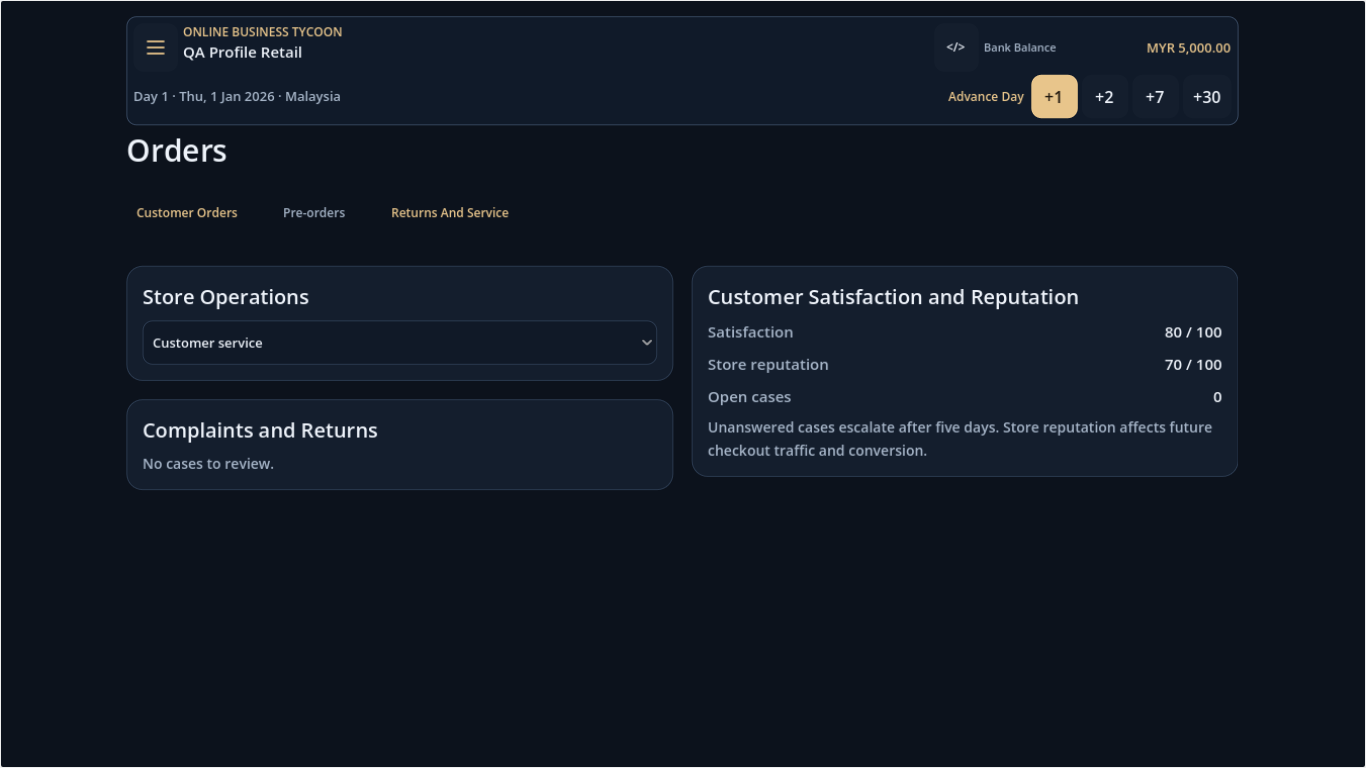 ONLINE BUSINESS TYCOON
QA Profile Retail
</>
Bank Balance
MYR 5,000.00
Day 1 · Thu, 1 Jan 2026 · Malaysia
Advance Day
+1
+2
+7
+30
Orders
Customer Orders
Pre-orders
Returns And Service
Store Operations
Customer service
Complaints and Returns
No cases to review.
Customer Satisfaction and Reputation
Satisfaction 80 / 100
Store reputation 70 / 100
Open cases 0
Unanswered cases escalate after five days. Store reputation affects future
checkout traffic and conversion.